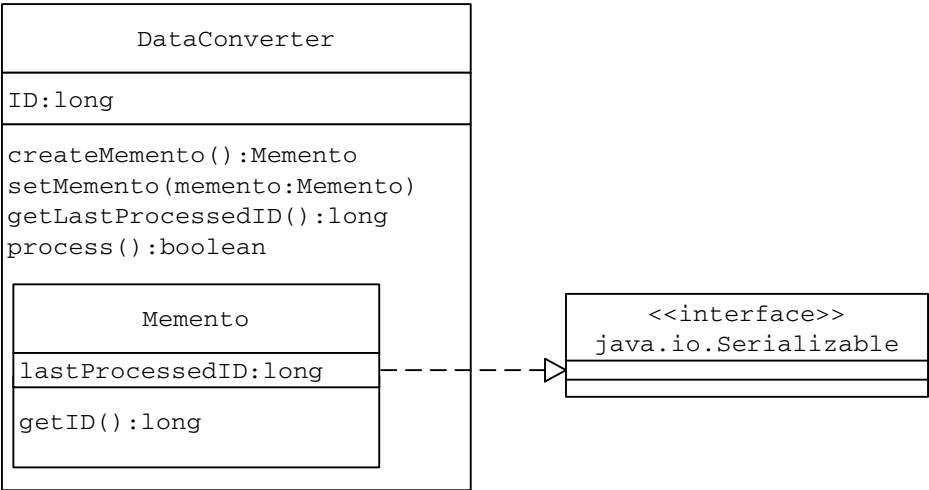 DataConverter
ID:long
createMemento():Memento
setMemento(memento:Memento)
getLastProcessedID():long
process():boolean
Memento
lastProcessedID:long
getID():long
<<interface>>
java.io.Serializable